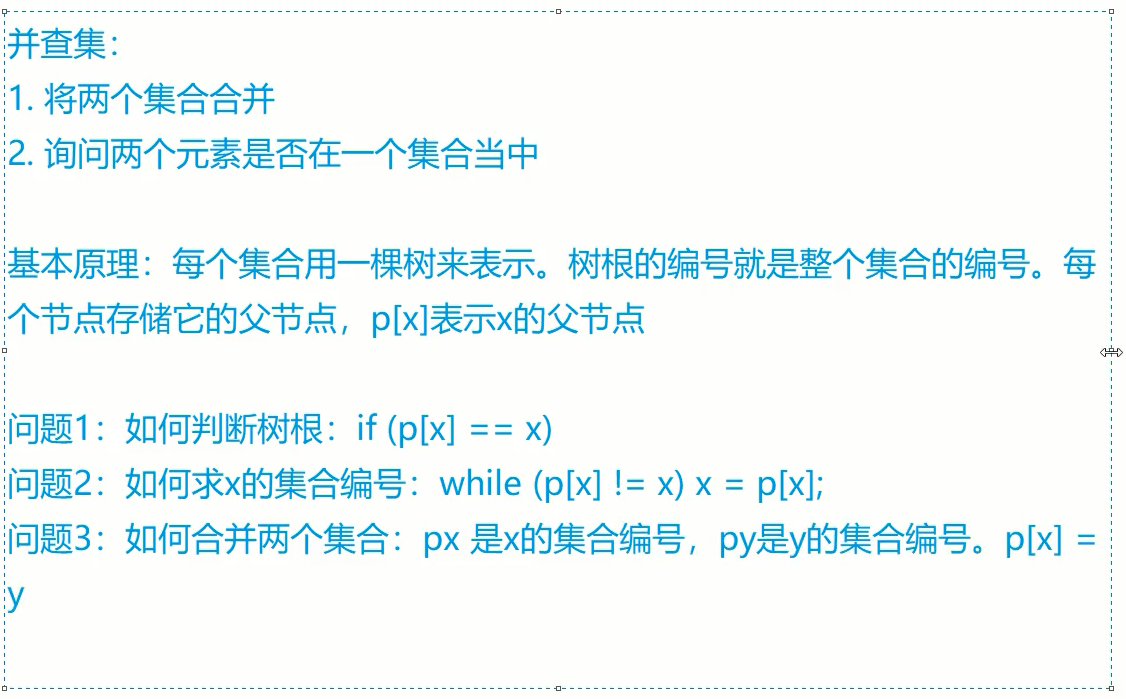 并查集：
1. 将两个集合合并
2. 询问两个元素是否在一个集合当中
基本原理：每个集合用一棵树来表示。树根的编号就是整个集合的编号。每
个节点存储它的父节点，p[x]表示x的父节点
问题1：如何判断树根：if (p[x] == x)
问题2：如何求x的集合编号：while (p[x] != x) x = p[x];
问题3：如何合并两个集合：px 是x的集合编号，py是y的集合编号。p[x] =
y